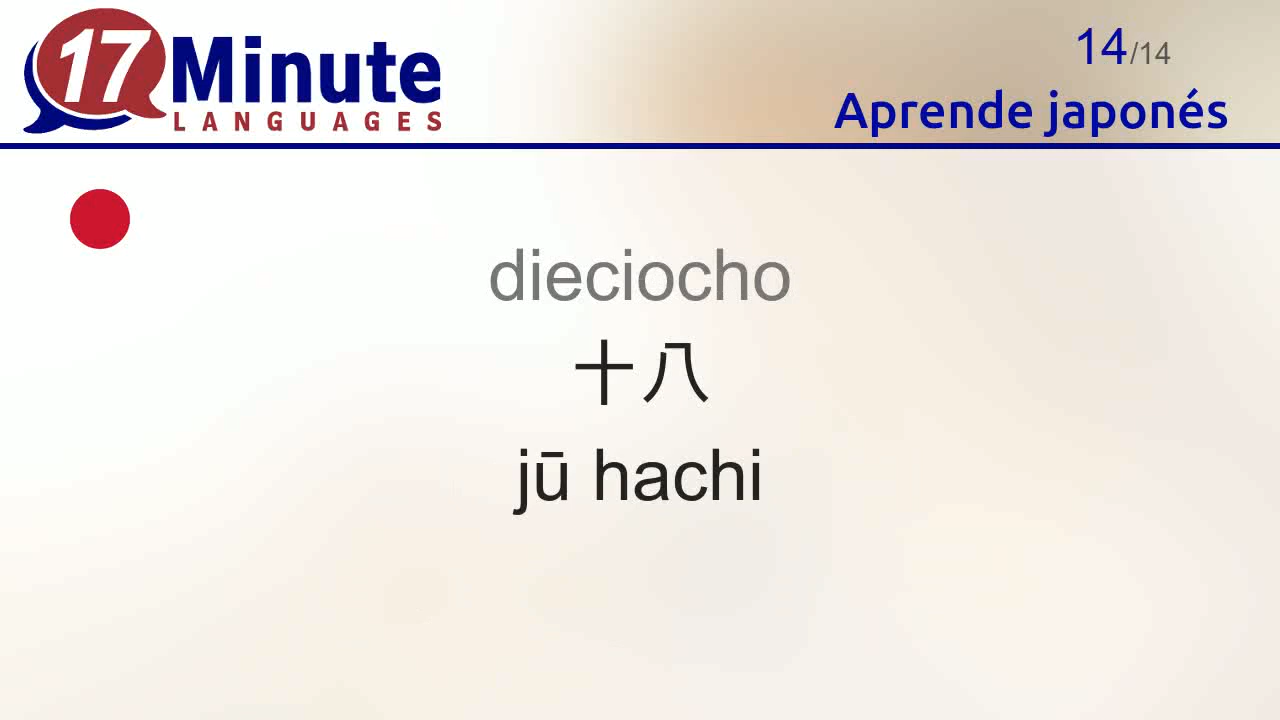 17 Minute
LANGUAGES
14/14
Aprende japonés
dieciocho
十八
jū hachi